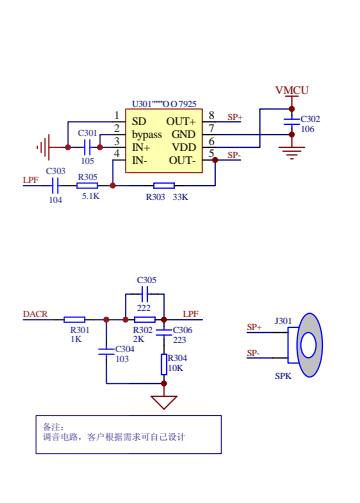 VMCU
U301
7925
1 SD OUT+ 8 SP+
2 bypass GND 7
3 IN+ VDD 6
4 IN- OUT- 5 SP-
C301
105
C302
106
LPF C303
104
R305
5.1K
R303 33K
C305
222
DACR
LPF
R301
1K
R302
2K
C306
223
C304
103
R304
10K
J301
SP+
SP-
SPK
备注:
调音电路，客户根据需求可自己设计